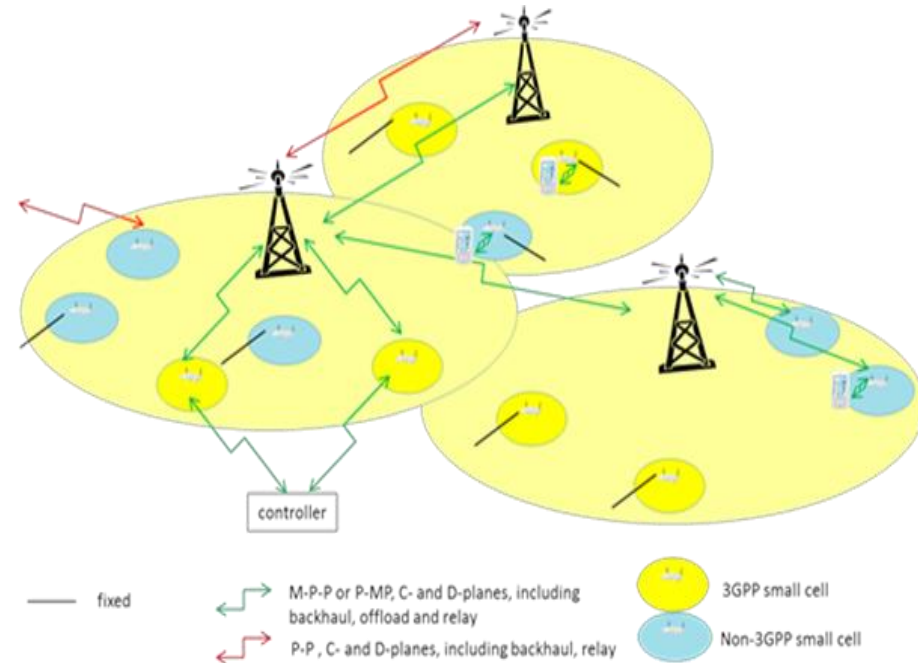 controller
fixed
M-P-P or P-MP, C- and D-planes, including
backhaul, offload and relay
P-P , C- and D-planes, including backhaul, relay
3GPP small cell
Non-3GPP small cell